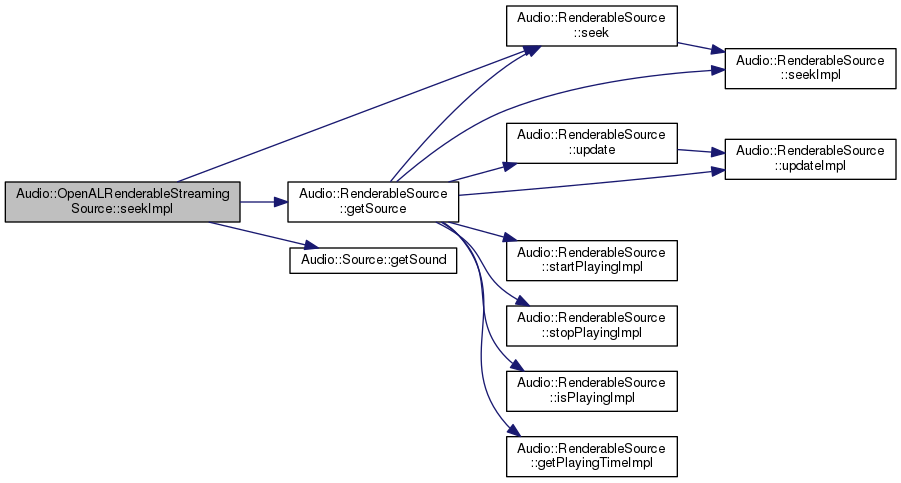 Audio::OpenALRenderableStreaming
Source::seekImpl
Audio::RenderableSource
::getSource
Audio::Source::getSound
Audio::RenderableSource
::seek
Audio::RenderableSource
::seekImpl
Audio::RenderableSource
::update
Audio::RenderableSource
::updateImpl
Audio::RenderableSource
::startPlayingImpl
Audio::RenderableSource
::stopPlayingImpl
Audio::RenderableSource
::isPlayingImpl
Audio::RenderableSource
::getPlayingTimeImpl